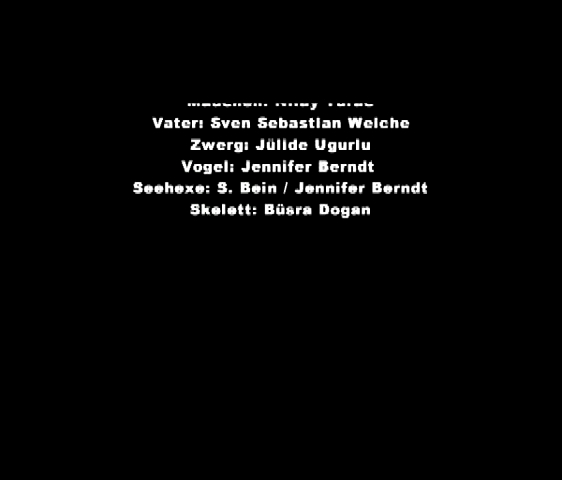 Vater: Sven Sebastian Welche
Zwerg: Jülide Ugurlu
Vogel: Jennifer Berndt
Seehexe: S. Bein / Jennifer Berndt
Skelett: Büsra Dogan